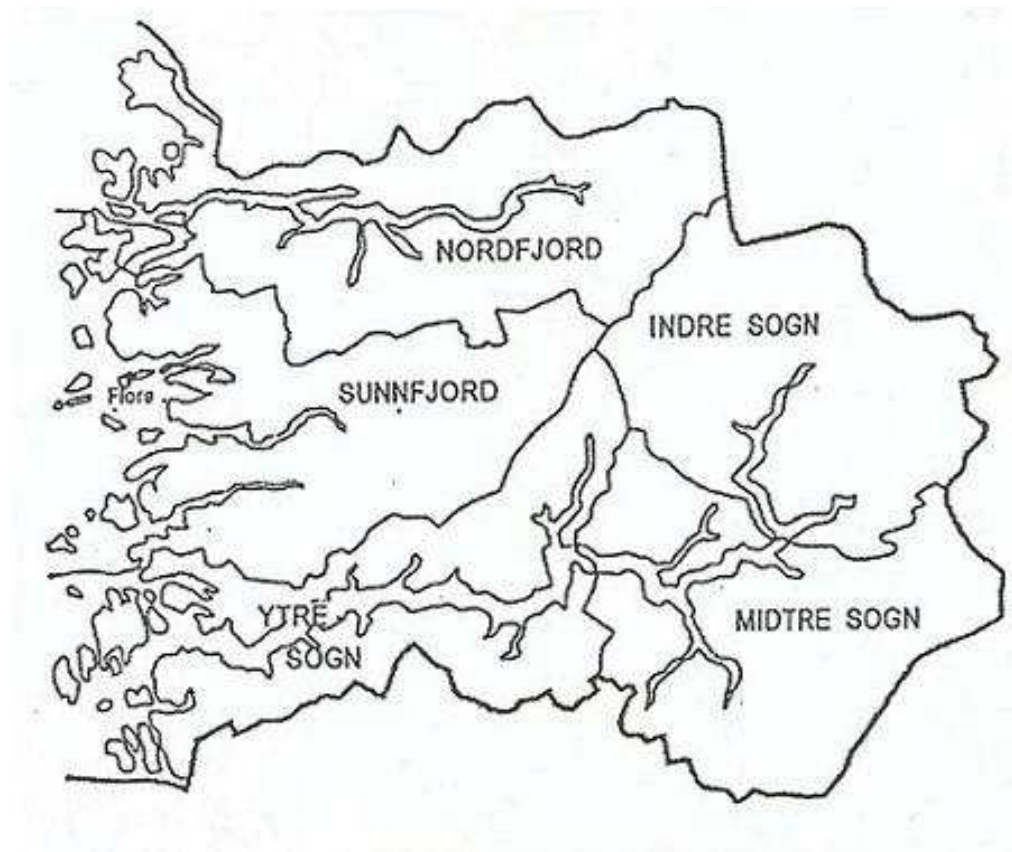 NORDFJORD
INDRE SOGN
SUNNFJORD
Florø
YTRE
SOGN
MIDTRE SOGN